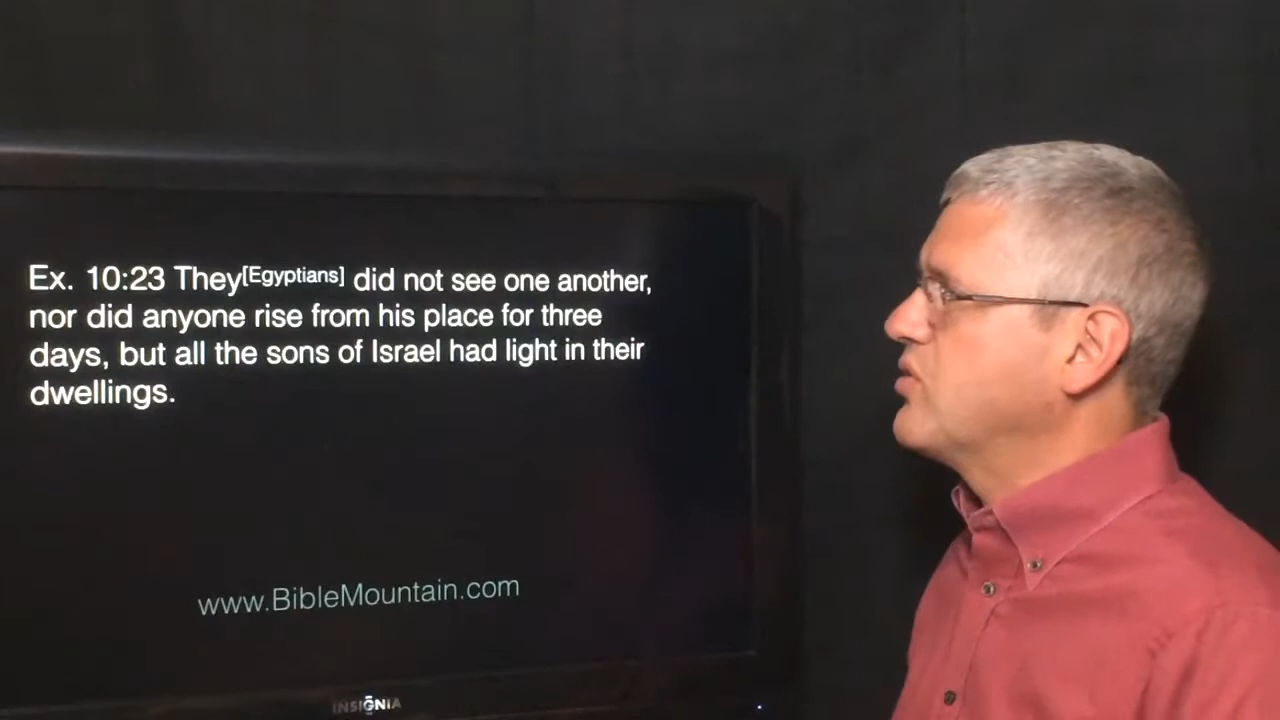 Ex. 10:23 They[Egyptians] did not see one another,
nor did anyone rise from his place for three
days, but all the sons of Israel had light in their
dwellings.
www.BibleMountain.com
INSIGNIA